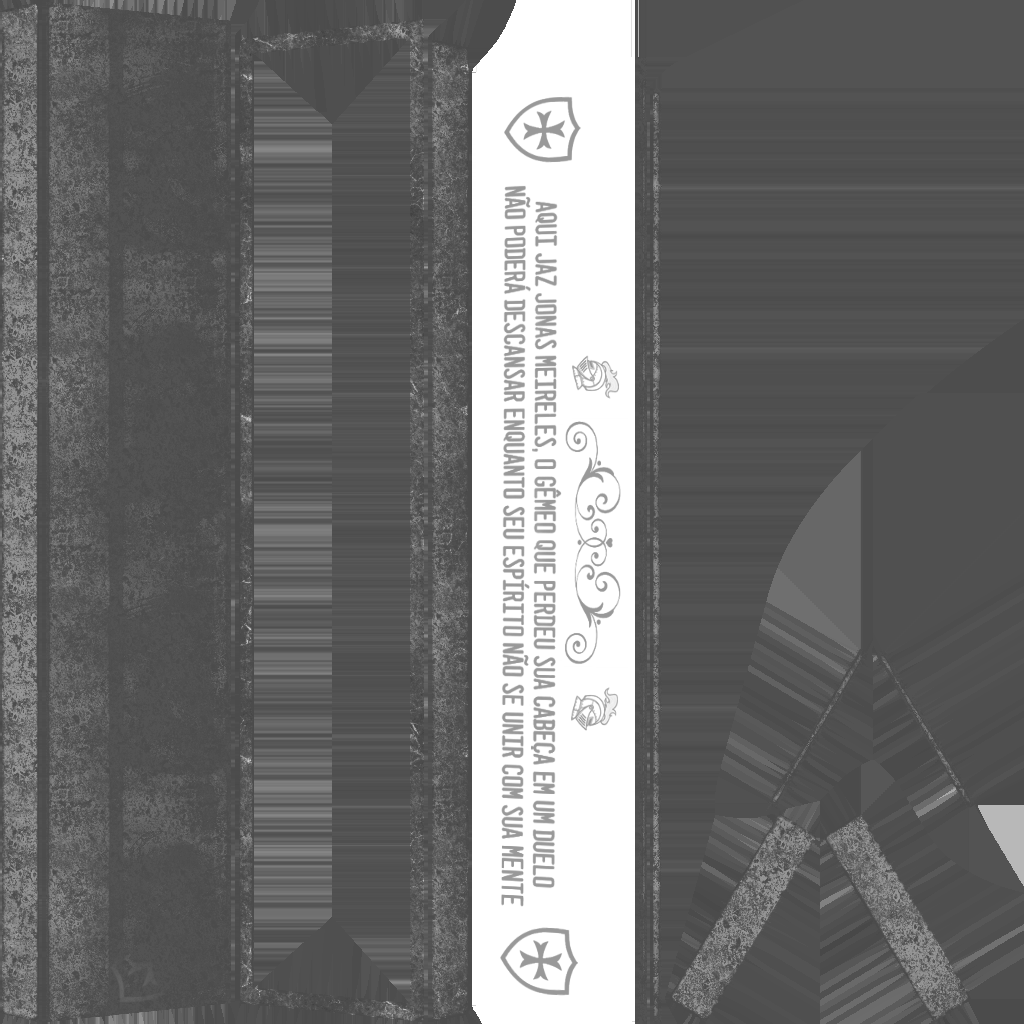 AQUI JAZ JONAS MEIRELES, O GÊMEO QUE PERDEU SUA CABEÇA EM UM DUELO
NÃO PODERÁ DESCANSAR ENQUANTO SEU ESPÍRITO NÃO SE UNIR COM SUA MENTE